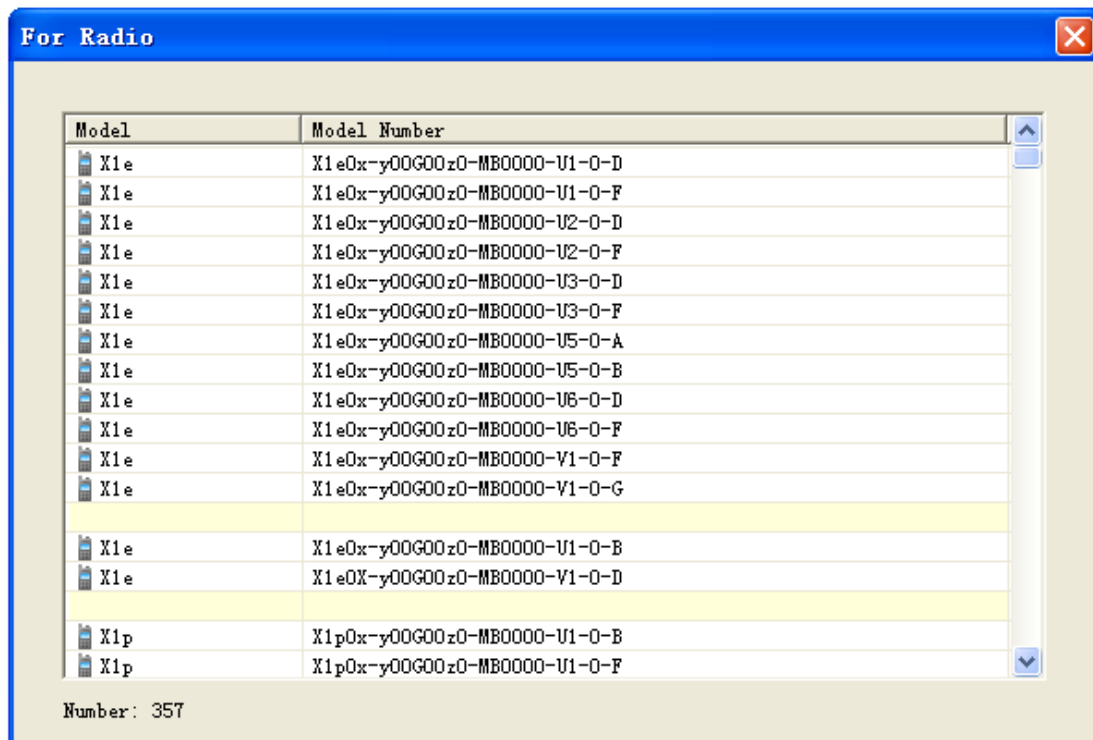 For Radio
Model Model Number
X1e X1e0x-y00G00z0-MB0000-U1-0-D
X1e X1e0x-y00G00z0-MB0000-U1-0-F
X1e X1e0x-y00G00z0-MB0000-U2-0-D
X1e X1e0x-y00G00z0-MB0000-U2-0-F
X1e X1e0x-y00G00z0-MB0000-U3-0-D
X1e X1e0x-y00G00z0-MB0000-U3-0-F
X1e X1e0x-y00G00z0-MB0000-U5-0-A
X1e X1e0x-y00G00z0-MB0000-U5-0-B
X1e X1e0x-y00G00z0-MB0000-U6-0-D
X1e X1e0x-y00G00z0-MB0000-U6-0-F
X1e X1e0x-y00G00z0-MB0000-V1-0-F
X1e X1e0x-y00G00z0-MB0000-V1-0-G
X1e X1e0x-y00G00z0-MB0000-U1-0-B
X1e X1e0X-y00G00z0-MB0000-V1-0-D
X1p X1p0x-y00G00z0-MB0000-U1-0-B
X1p X1p0x-y00G00z0-MB0000-U1-0-F
Number: 357